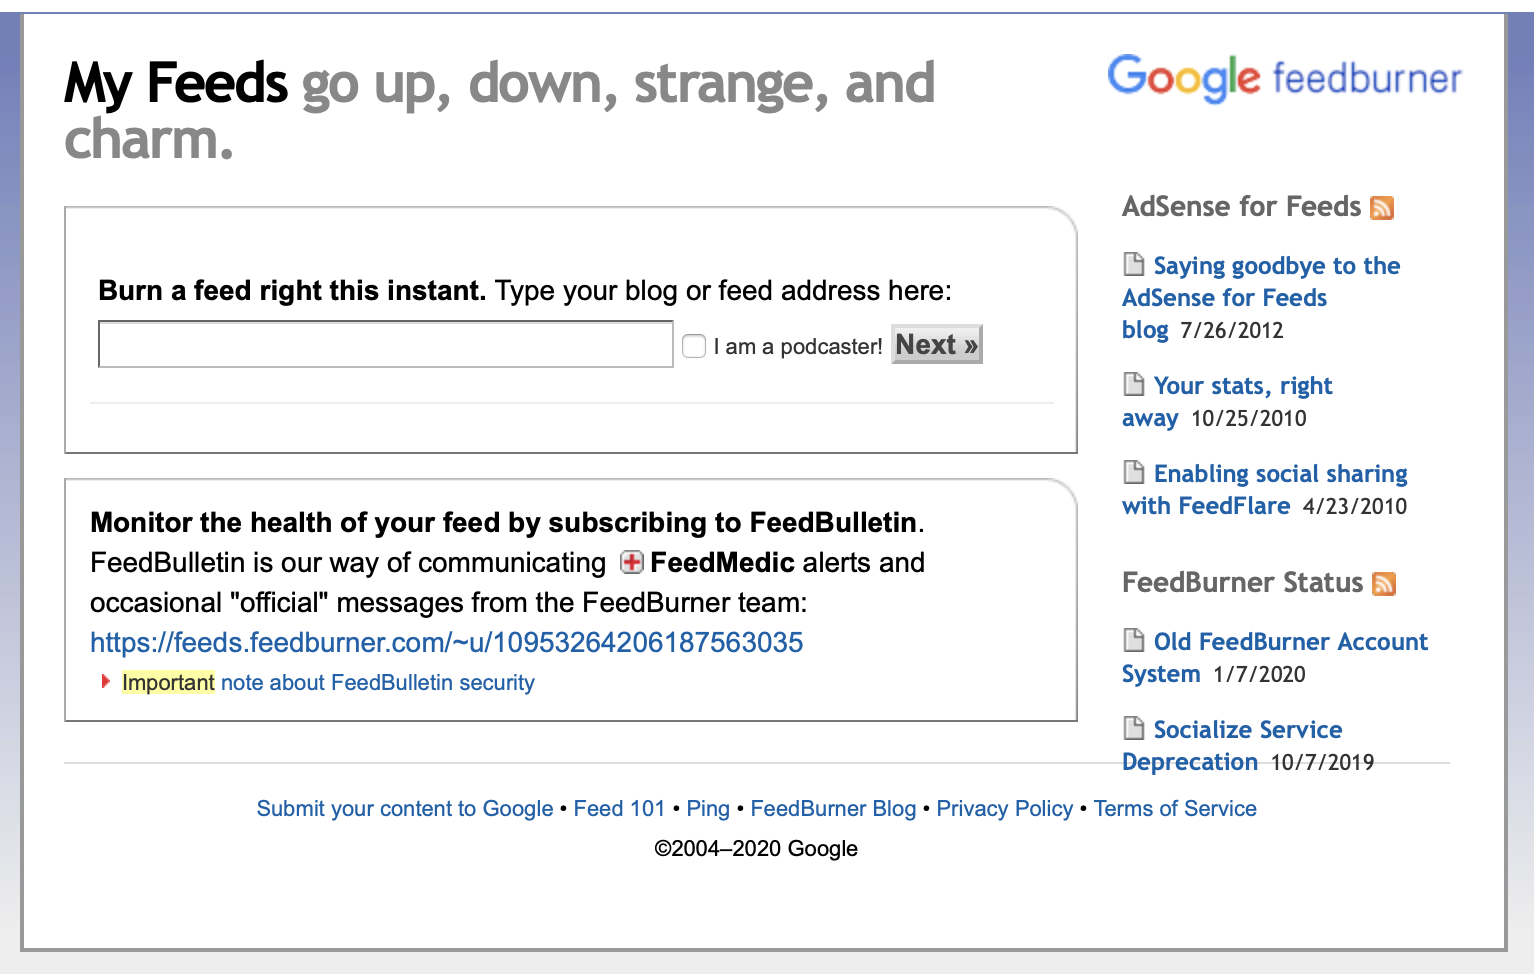 My Feeds go up, down, strange, and
charm.
Google feedburner
Burn a feed right this instant. Type your blog or feed address here:
I am a podcaster! Next »
Monitor the health of your feed by subscribing to FeedBulletin.
FeedBulletin is our way of communicating FeedMedic alerts and
occasional "official" messages from the FeedBurner team:
https://feeds.feedburner.com/~u/10953264206187563035
Important note about FeedBulletin security
AdSense for Feeds
Saying goodbye to the
AdSense for Feeds
blog 7/26/2012
Your stats, right
away 10/25/2010
Enabling social sharing
with FeedFlare 4/23/2010
FeedBurner Status
Old FeedBurner Account
System 1/7/2020
Socialize Service
Deprecation 10/7/2019
Submit your content to Google • Feed 101 • Ping • FeedBurner Blog • Privacy Policy • Terms of Service
©2004–2020 Google